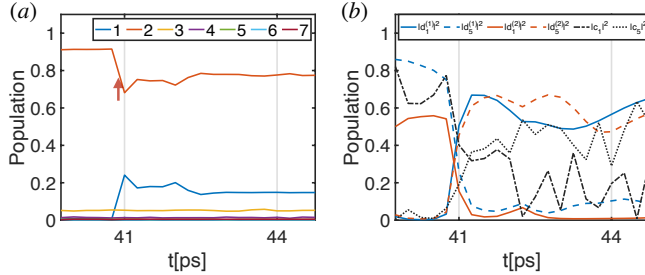 (a)
1 2 3 4 5 6 7
1
0.8
0.6
0.4
0.2
0
Population
41 44
t[ps]
(b)
|d₁⁽¹⁾|² |d₅⁽¹⁾|² |d₁⁽²⁾|² |d₅⁽²⁾|² |c₁|² |c₅|²
1
0.8
0.6
0.4
0.2
0
Population
41 44
t[ps]